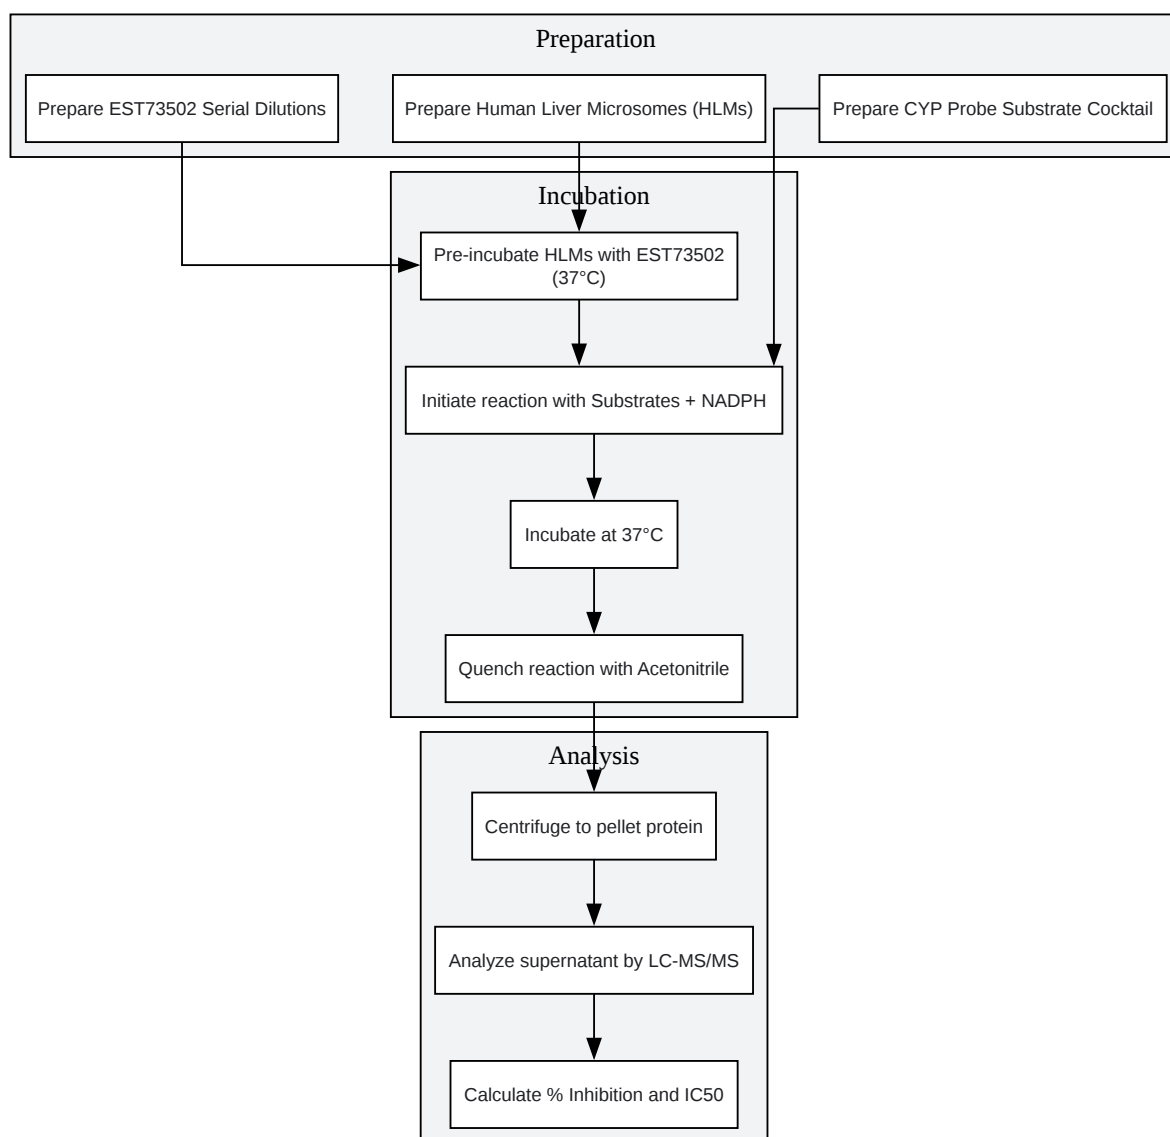 Preparation
Prepare EST73502 Serial Dilutions
Prepare Human Liver Microsomes (HLMs)
Prepare CYP Probe Substrate Cocktail
Incubation
Pre-incubate HLMs with EST73502
(37°C)
Initiate reaction with Substrates + NADPH
Incubate at 37°C
Quench reaction with Acetonitrile
Analysis
Centrifuge to pellet protein
Analyze supernatant by LC-MS/MS
Calculate % Inhibition and IC50